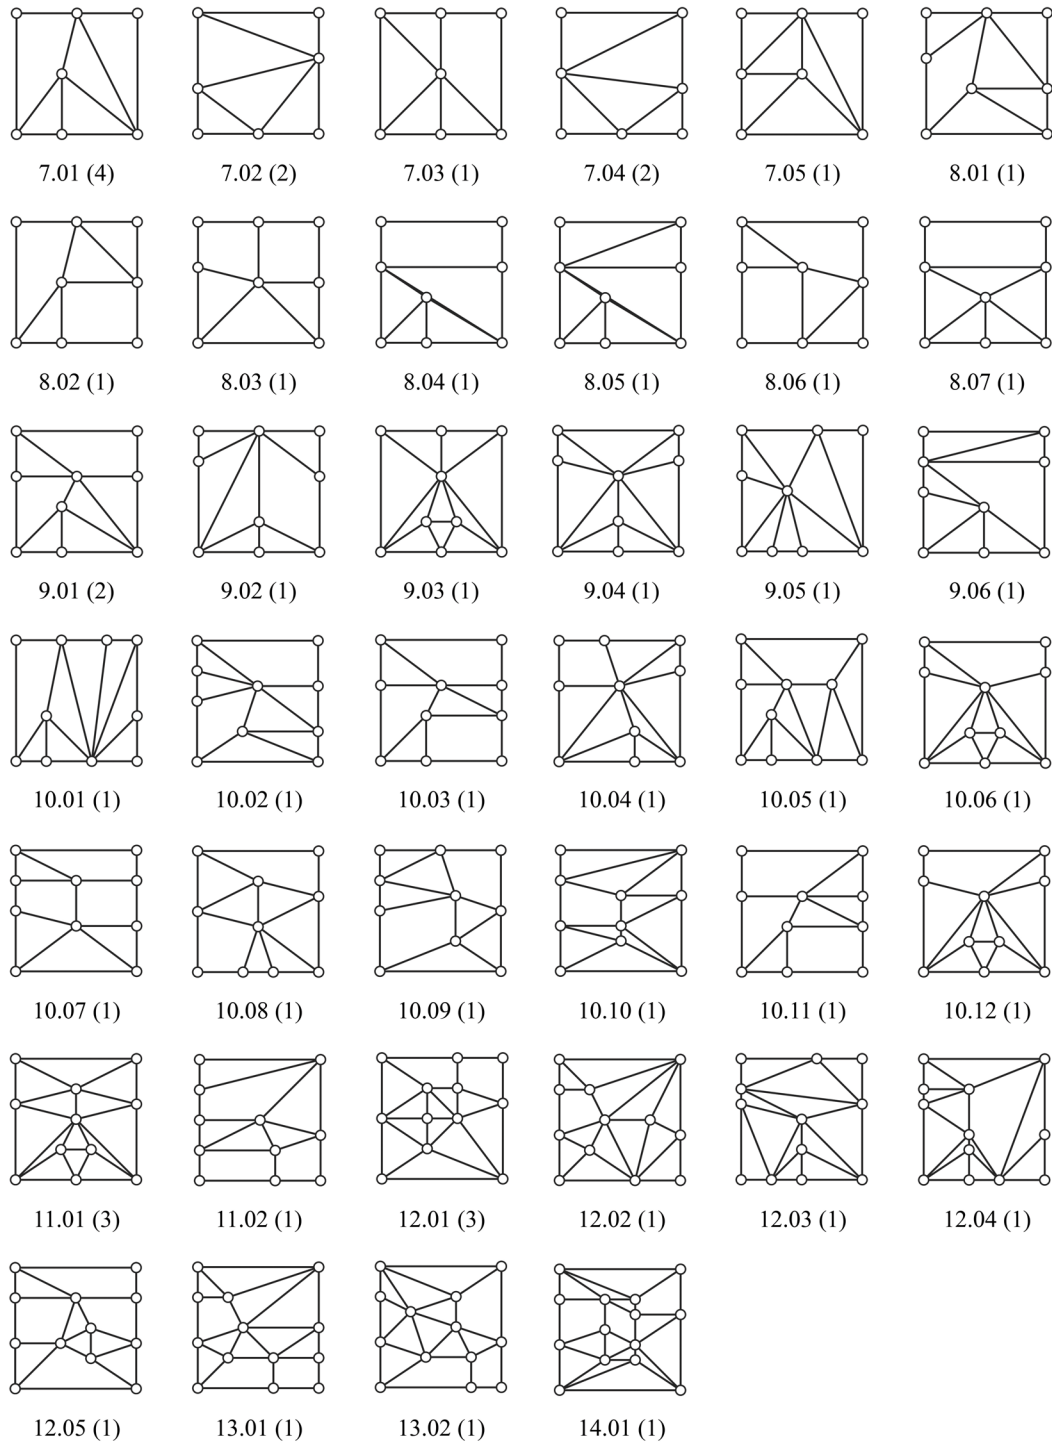 7.01 (4) 7.02 (2) 7.03 (1) 7.04 (2) 7.05 (1) 8.01 (1)
8.02 (1) 8.03 (1) 8.04 (1) 8.05 (1) 8.06 (1) 8.07 (1)
9.01 (2) 9.02 (1) 9.03 (1) 9.04 (1) 9.05 (1) 9.06 (1)
10.01 (1) 10.02 (1) 10.03 (1) 10.04 (1) 10.05 (1) 10.06 (1)
10.07 (1) 10.08 (1) 10.09 (1) 10.10 (1) 10.11 (1) 10.12 (1)
11.01 (3) 11.02 (1) 12.01 (3) 12.02 (1) 12.03 (1) 12.04 (1)
12.05 (1) 13.01 (1) 13.02 (1) 14.01 (1)